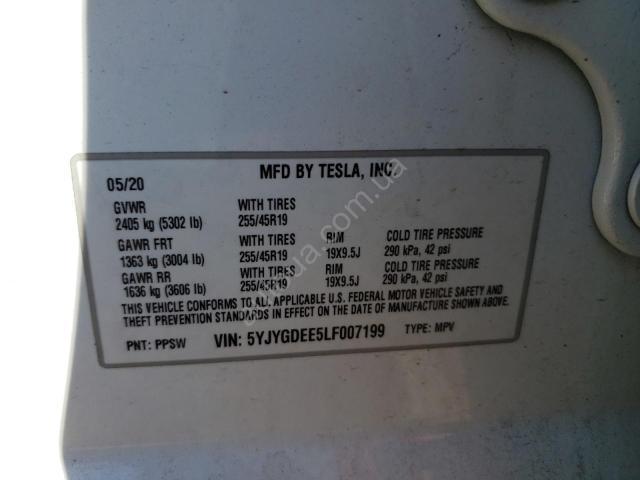 MFD BY TESLA, INC.
05/20
GVWR WITH TIRES
2405 kg (5302 lb) 255/45R19
GAWR FRT WITH TIRES RIM COLD TIRE PRESSURE
1363 kg (3004 lb) 255/45R19 19X9.5J 290 kPa, 42 psi
GAWR RR WITH TIRES RIM COLD TIRE PRESSURE
1636 kg (3606 lb) 255/45R19 19X9.5J 290 kPa, 42 psi
THIS VEHICLE CONFORMS TO ALL APPLICABLE U.S. FEDERAL MOTOR VEHICLE SAFETY AND
THEFT PREVENTION STANDARDS IN EFFECT ON THE DATE OF MANUFACTURE SHOWN ABOVE.
PNT: PPSW VIN: 5YJYGDEE5LF007199 TYPE: MPV